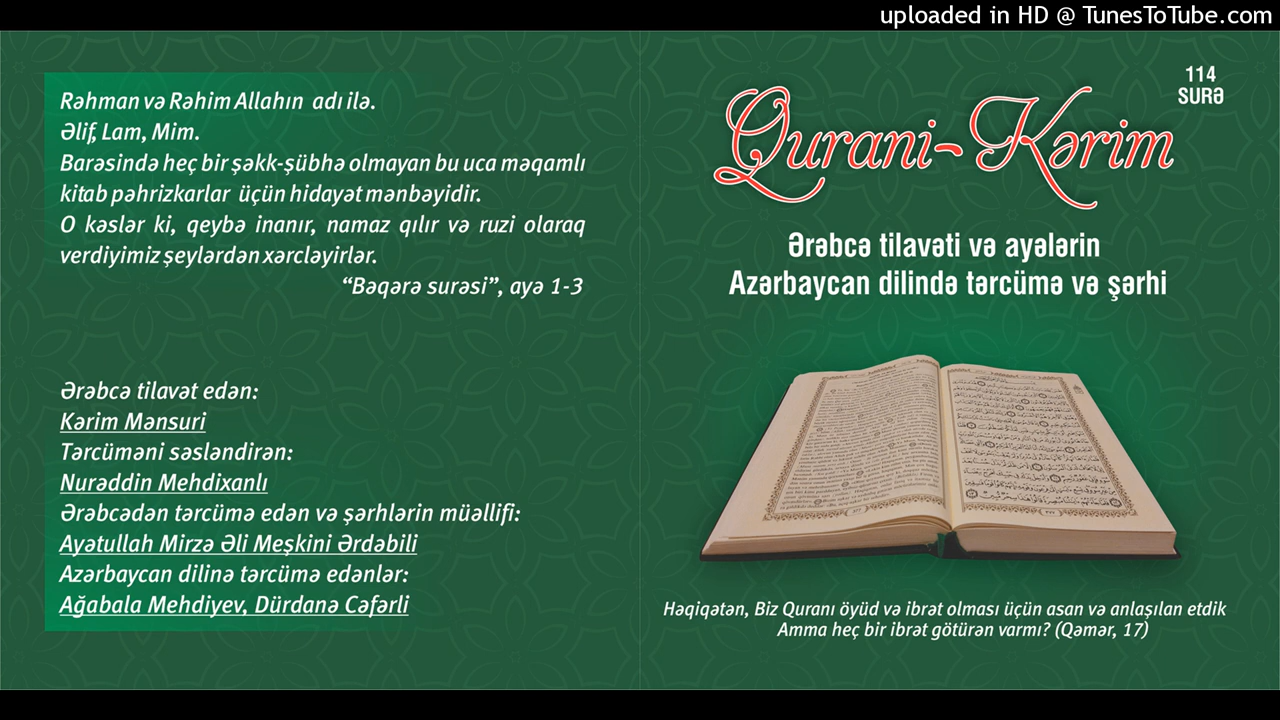 uploaded in HD @ TunesToTube.com
Rəhman və Rəhim Allahın adı ilə.
Əlif, Lam, Mim.
Barəsində heç bir şəkk-şübhə olmayan bu uca məqamlı
kitab pəhrizkarlar üçün hidayət mənbəyidir.
O kəslər ki, qeybə inanır, namaz qılır və ruzi olaraq
verdiyimiz şeylərdən xərcləyirlər.
“Bəqərə surəsi”, ayə 1-3
Ərəbcə tilavət edən:
Kərim Mənsuri
Tərcüməni səsləndirən:
Nurəddin Mehdixanlı
Ərəbcədən tərcümə edən və şərhlərin müəllifi:
Ayətullah Mirzə Əli Meşkini Ərdəbili
Azərbaycan dilinə tərcümə edənlər:
Ağabala Mehdiyev, Dürdanə Cəfərli
114
SURƏ
Qurani-Kərim
Ərəbcə tilavəti və ayələrin
Azərbaycan dilində tərcümə və şərhi
Həqiqətən, Biz Quranı öyüd və ibrət olması üçün asan və anlaşılan etdik
Amma heç bir ibrət götürən varmı? (Qəmər, 17)